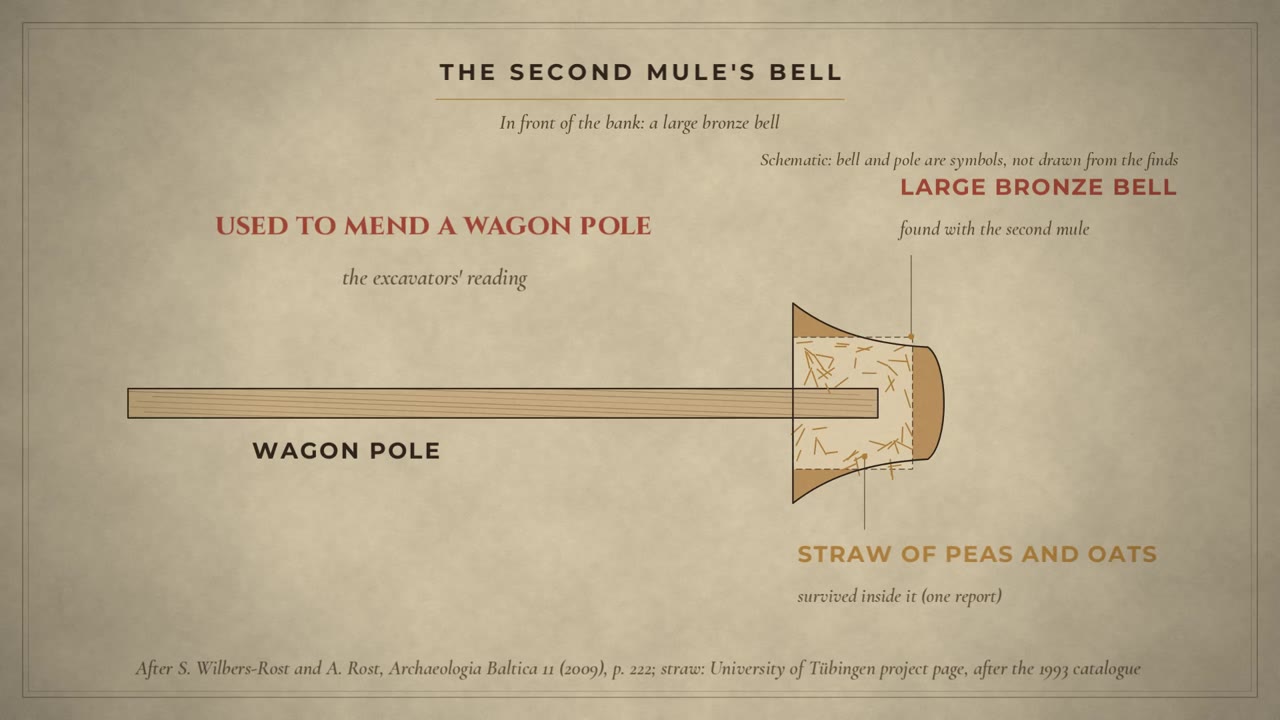 THE SECOND MULE'S BELL
In front of the bank: a large bronze bell
Schematic: bell and pole are symbols, not drawn from the finds
LARGE BRONZE BELL
found with the second mule
USED TO MEND A WAGON POLE
the excavators' reading
WAGON POLE
STRAW OF PEAS AND OATS
survived inside it (one report)
After S. Wilbers-Rost and A. Rost, Archaeologia Baltica 11 (2009), p. 222; straw: University of Tübingen project page, after the 1993 catalogue